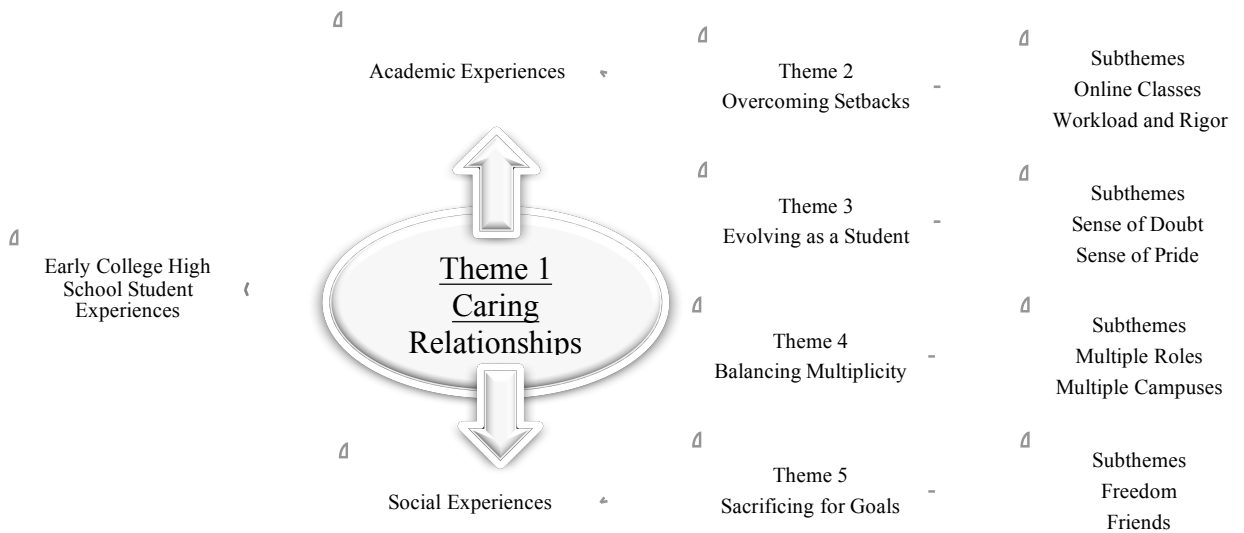 Early College High
School Student
Experiences
Academic Experiences
Theme 1
Caring
Relationships
Social Experiences
Theme 2
Overcoming Setbacks
Subthemes
Online Classes
Workload and Rigor
Theme 3
Evolving as a Student
Subthemes
Sense of Doubt
Sense of Pride
Theme 4
Balancing Multiplicity
Subthemes
Multiple Roles
Multiple Campuses
Theme 5
Sacrificing for Goals
Subthemes
Freedom
Friends